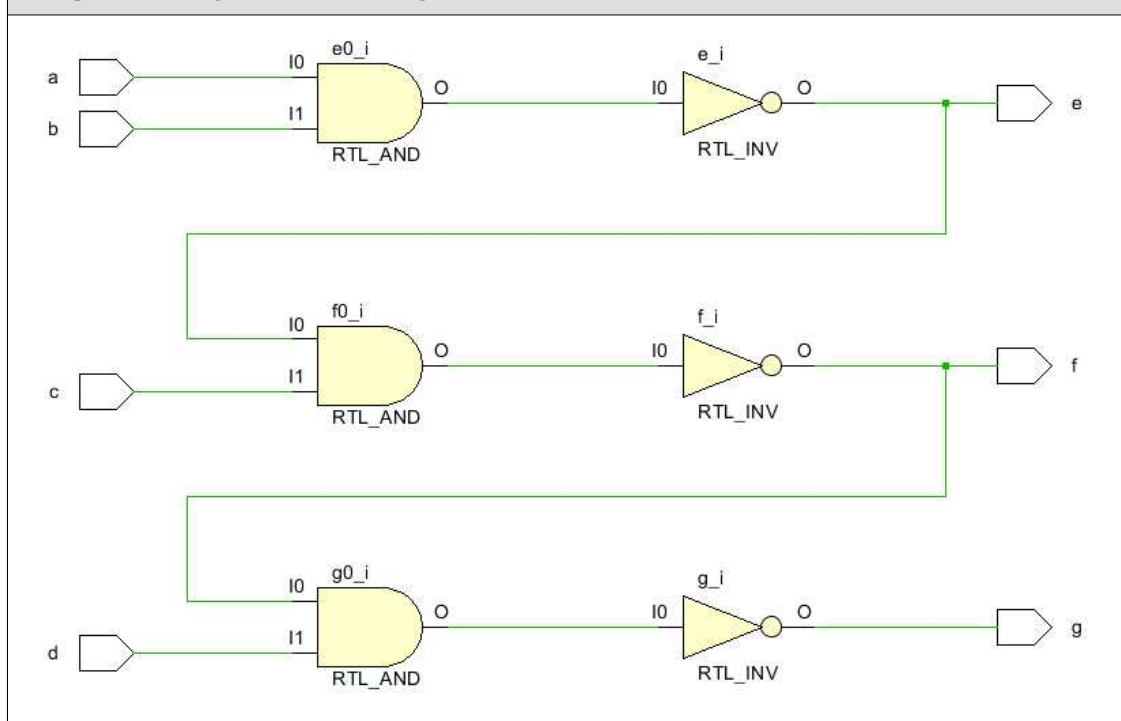 e0_i
e_i
a
I0
O
I0
O
e
b
I1
RTL_AND
RTL_INV
f0_i
f_i
I0
O
I0
O
f
c
I1
RTL_AND
RTL_INV
g0_i
g_i
I0
O
I0
O
g
d
I1
RTL_AND
RTL_INV